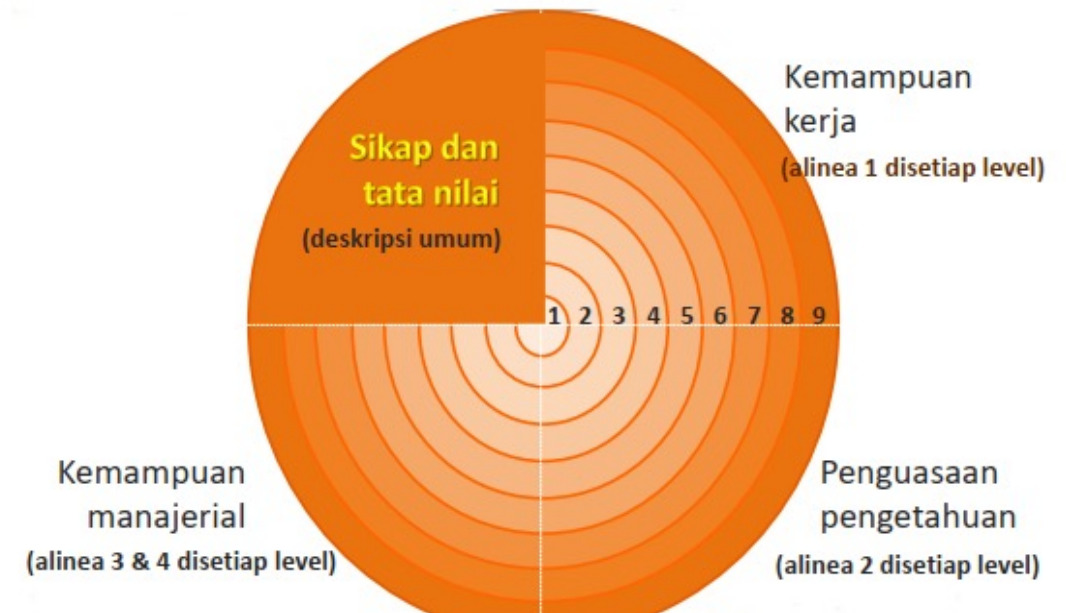 Sikap dan
tata nilai
(deskripsi umum)
Kemampuan
kerja
(alinea 1 disetiap level)
1 2 3 4 5 6 7 8 9
Kemampuan
manajerial
(alinea 3 & 4 disetiap level)
Penguasaan
pengetahuan
(alinea 2 disetiap level)